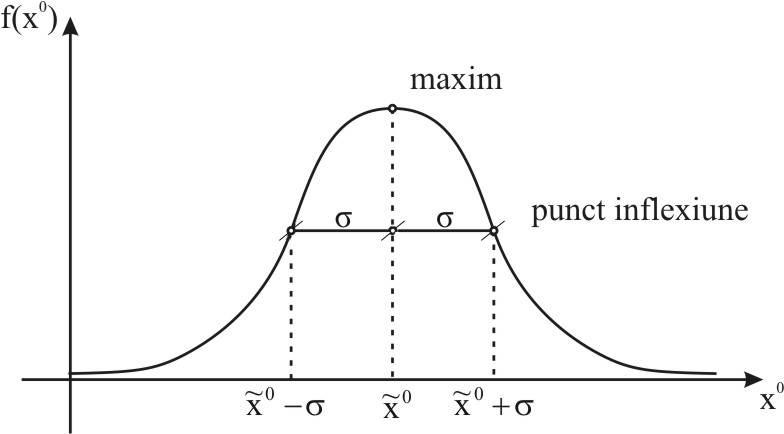 f(x⁰)
maxim
σ σ
punct inflexiune
x̃⁰ − σ x̃⁰ x̃⁰ + σ
x⁰